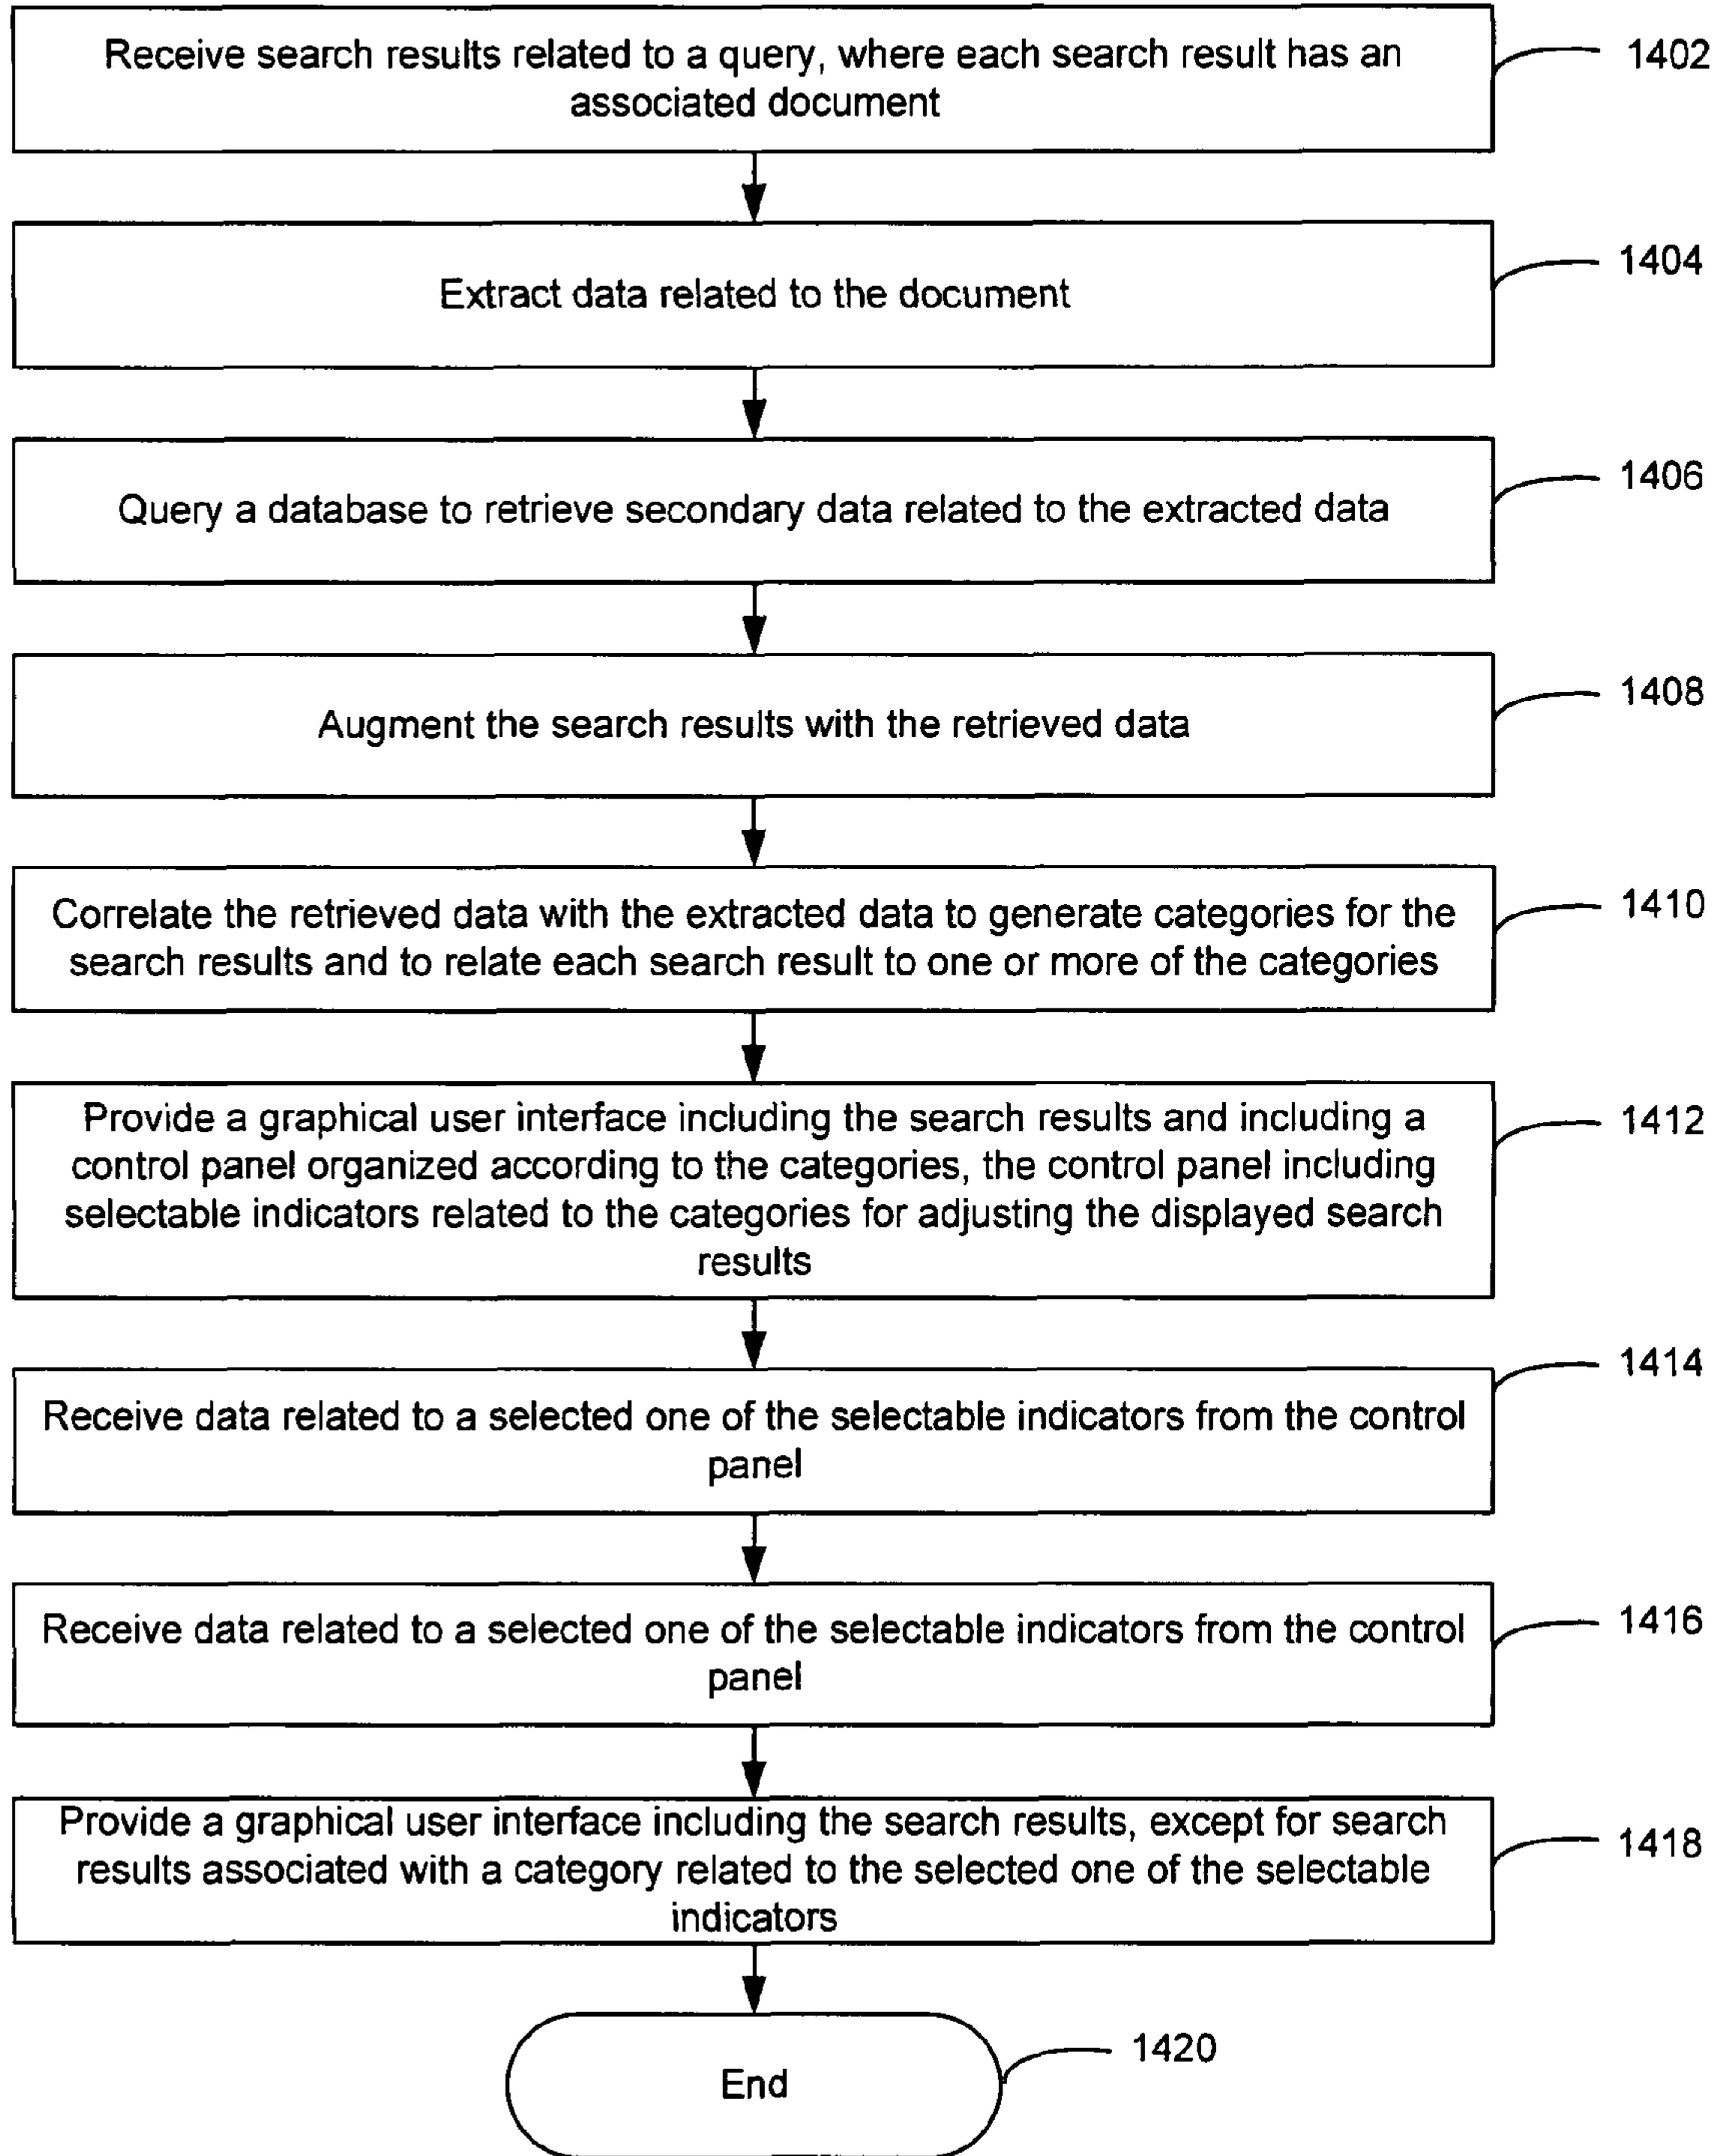 Receive search results related to a query, where each search result has an
associated document
1402
Extract data related to the document
1404
Query a database to retrieve secondary data related to the extracted data
1406
Augment the search results with the retrieved data
1408
Correlate the retrieved data with the extracted data to generate categories for the
search results and to relate each search result to one or more of the categories
1410
Provide a graphical user interface including the search results and including a
control panel organized according to the categories, the control panel including
selectable indicators related to the categories for adjusting the displayed search
results
1412
Receive data related to a selected one of the selectable indicators from the control
panel
1414
Receive data related to a selected one of the selectable indicators from the control
panel
1416
Provide a graphical user interface including the search results, except for search
results associated with a category related to the selected one of the selectable
indicators
1418
End
1420